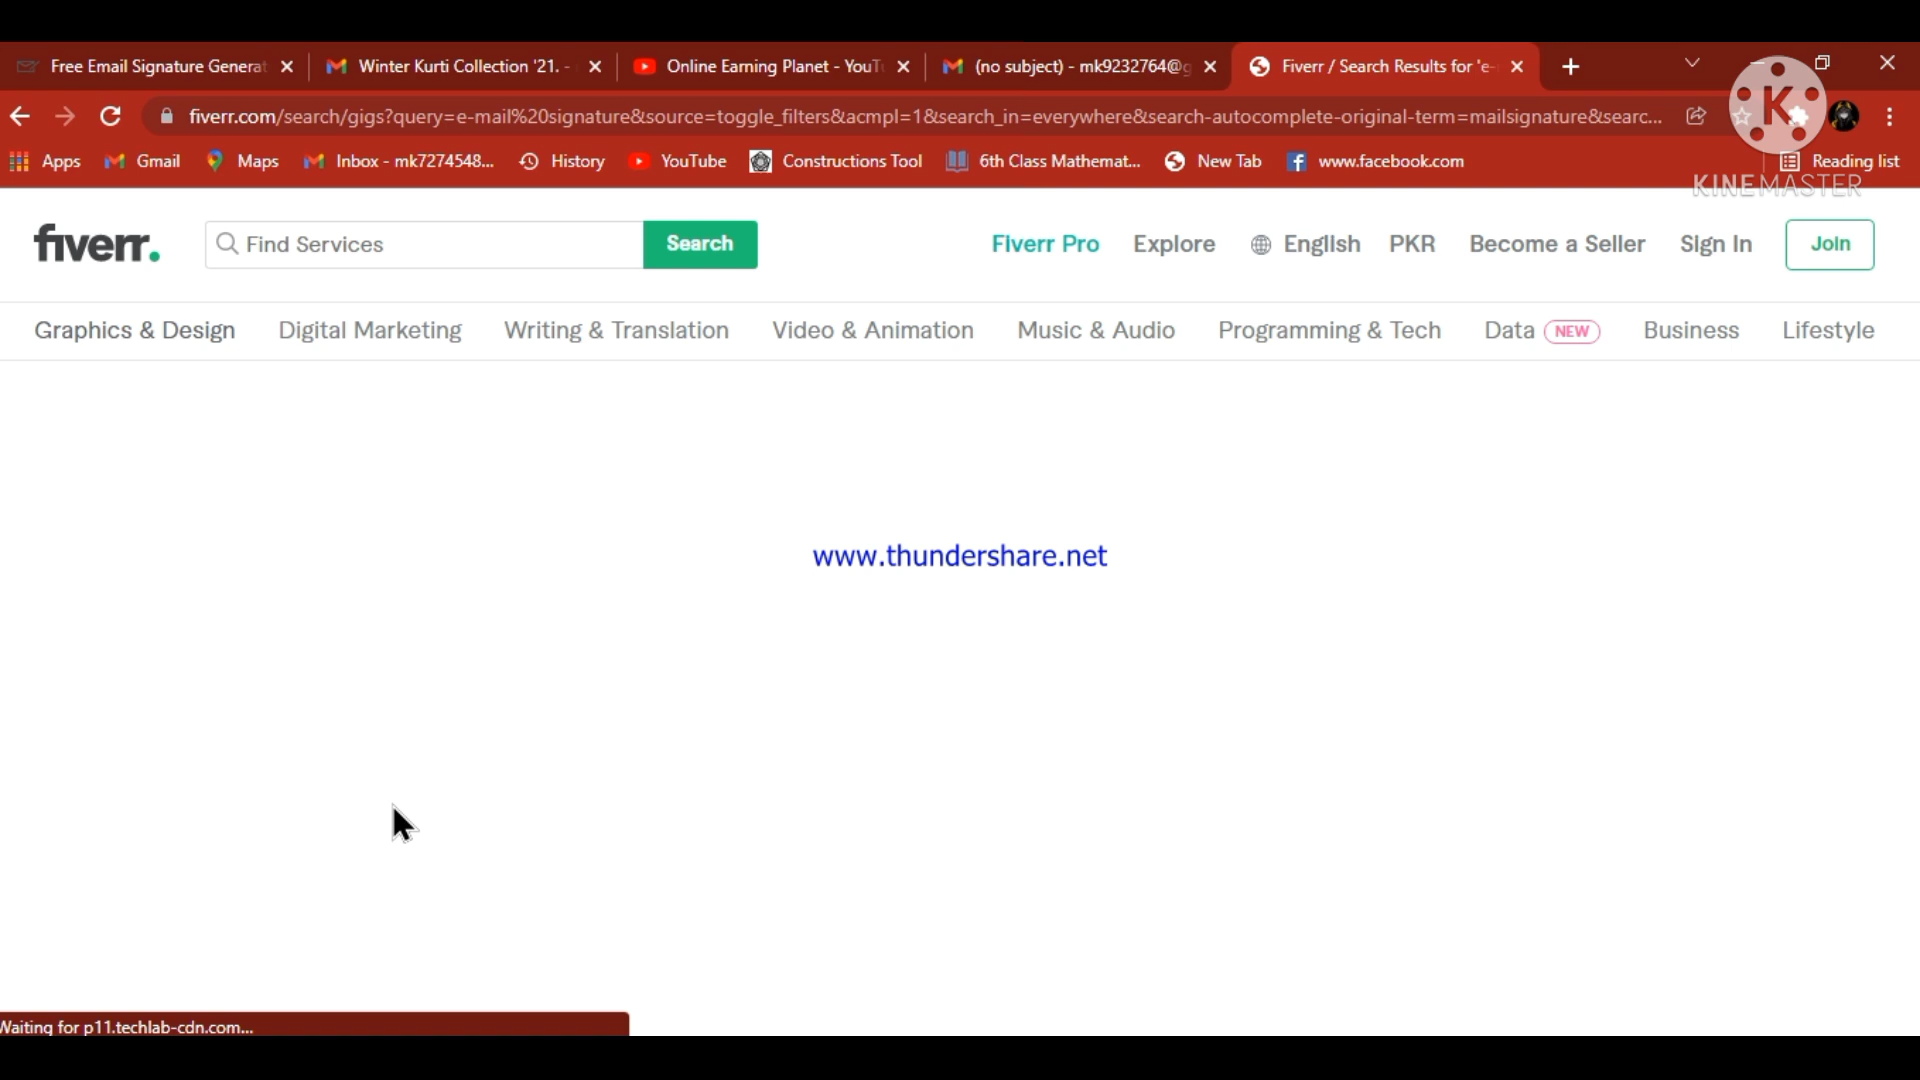 Free Email Signature Generat
Winter Kurti Collection '21. -
Online Earning Planet - YouT
(no subject) - mk9232764@g
Fiverr / Search Results for 'e-
fiverr.com/search/gigs?query=e-mail%20signature&source=toggle_filters&acmpl=1&search_in=everywhere&search-autocomplete-original-term=mailsignature&searc...
K
Apps
Gmail
Maps
Inbox - mk7274548...
History
YouTube
Constructions Tool
6th Class Mathemat...
New Tab
www.facebook.com
Reading list
KINEMASTER
fiverr.
Find Services
Search
Fiverr Pro
Explore
English
PKR
Become a Seller
Sign In
Join
Graphics & Design
Digital Marketing
Writing & Translation
Video & Animation
Music & Audio
Programming & Tech
Data NEW
Business
Lifestyle
www.thundershare.net
Waiting for p11.techlab-cdn.com...